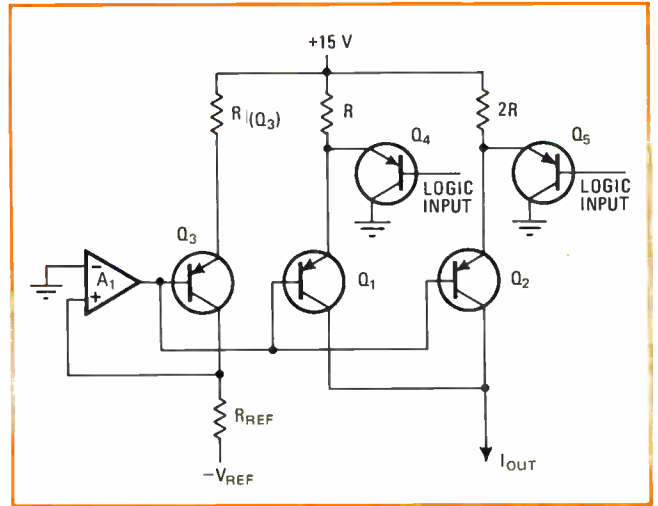 +15 V
R (Q3)
R
2R
Q4
Q5
LOGIC
INPUT
LOGIC
INPUT
Q3
Q1
Q2
−
A1
+
RREF
−VREF
IOUT